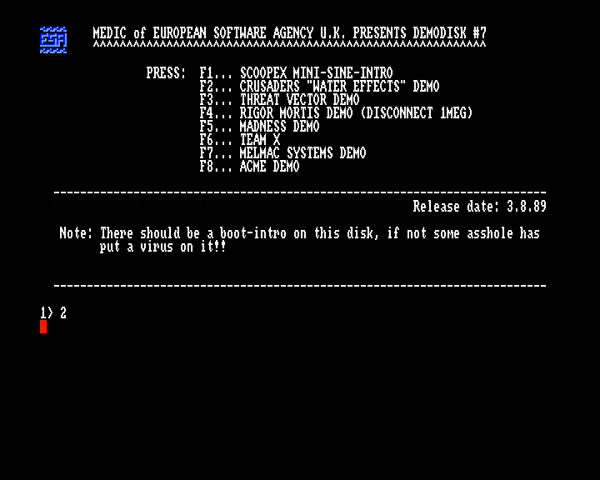 ESA
MEDIC of EUROPEAN SOFTWARE AGENCY U.K. PRESENTS DEMODISK #7
^^^^^^^^^^^^^^^^^^^^^^^^^^^^^^^^^^^^^^^^^^^^^^^^^^^^^^^^^^^
PRESS: F1... SCOOPEX MINI-SINE-INTRO
F2... CRUSADERS "WATER EFFECTS" DEMO
F3... THREAT VECTOR DEMO
F4... RIGOR MORTIS DEMO (DISCONNECT 1MEG)
F5... MADNESS DEMO
F6... TEAM X
F7... MELMAC SYSTEMS DEMO
F8... ACME DEMO
--------------------------------------------------------------------------
Release date: 3.8.89
Note: There should be a boot-intro on this disk, if not some asshole has
put a virus on it!!
--------------------------------------------------------------------------
1> 2